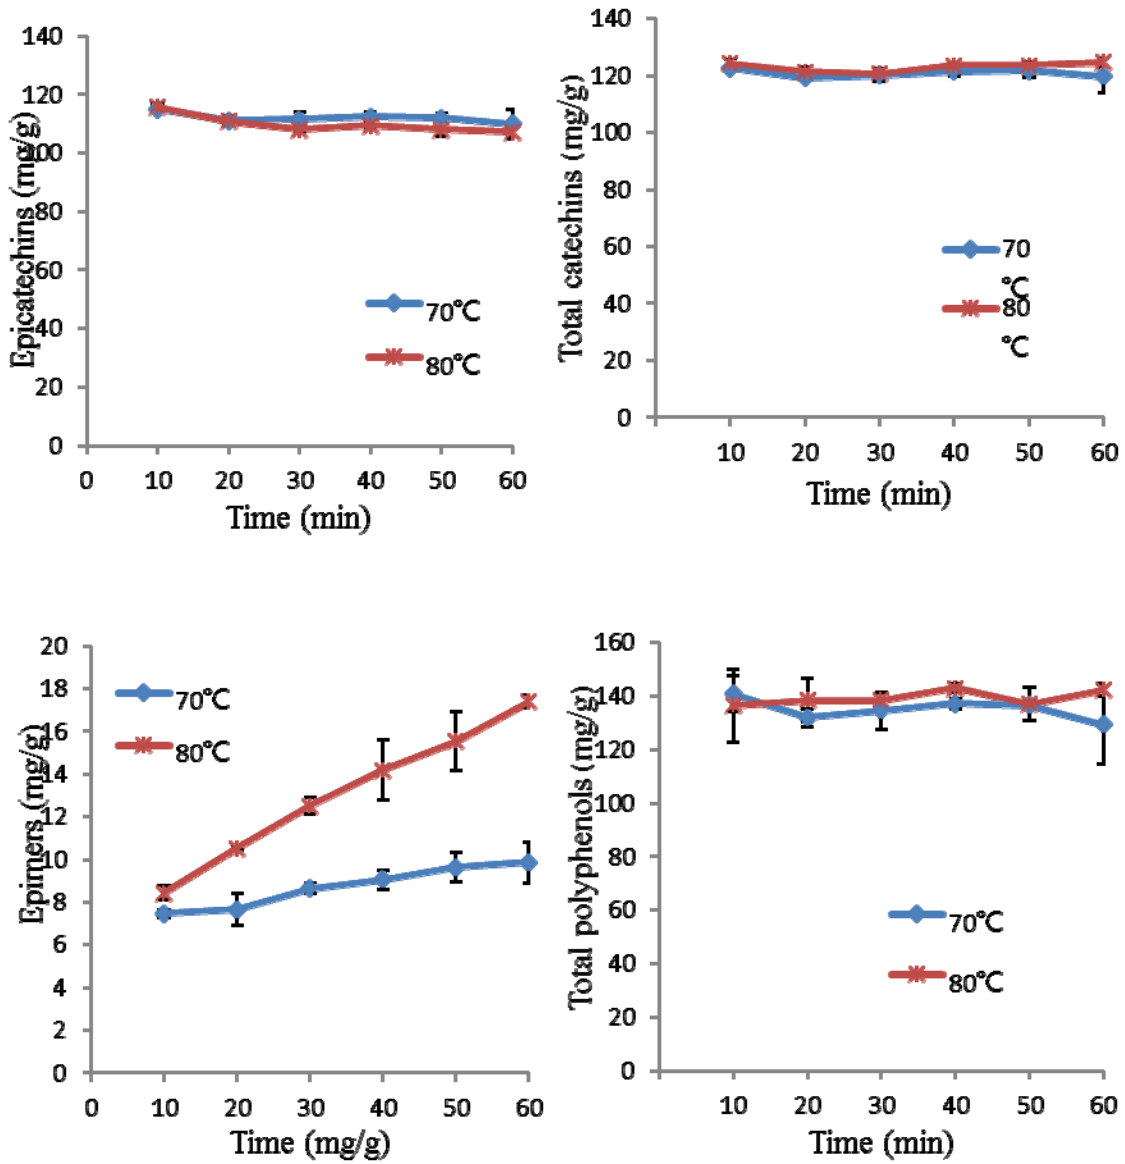 Epicatechins (mg/g)
140
120
100
80
60
40
20
0
0 10 20 30 40 50 60
Time (min)
70°C
80°C
Total catechins (mg/g)
140
120
100
80
60
40
20
0
10 20 30 40 50 60
Time (min)
70
°C
80
°C
Epimers (mg/g)
20
18
16
14
12
10
8
6
4
2
0
0 10 20 30 40 50 60
Time (mg/g)
70°C
80°C
Total polyphenols (mg/g)
160
140
120
100
80
60
40
20
0
10 20 30 40 50 60
Time (min)
70°C
80°C